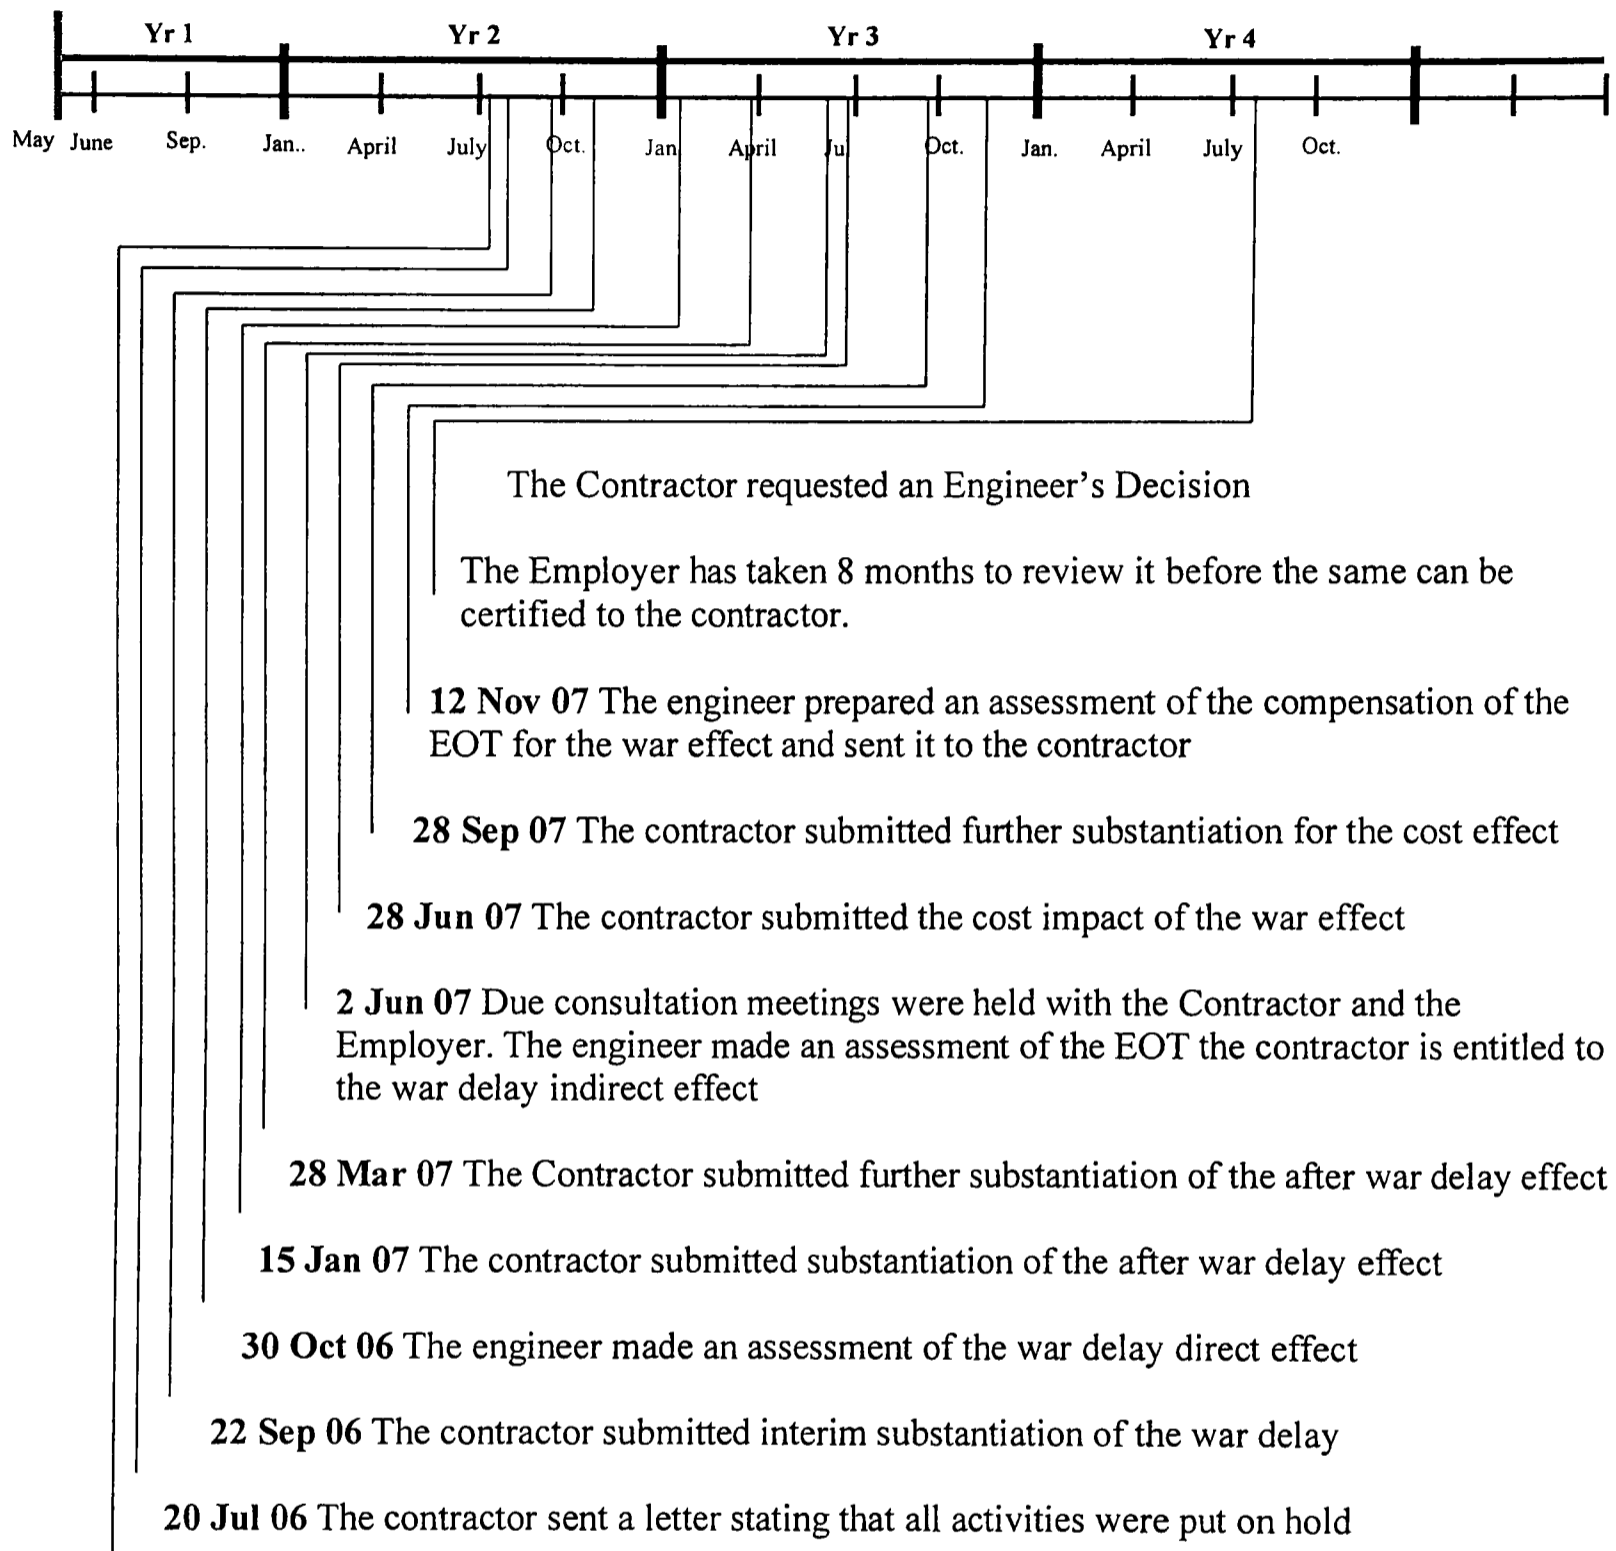 Yr 1 Yr 2 Yr 3 Yr 4
May June Sep. Jan.. April July Oct. Jan April Jul Oct. Jan. April July Oct.
The Contractor requested an Engineer’s Decision
The Employer has taken 8 months to review it before the same can be
certified to the contractor.
12 Nov 07 The engineer prepared an assessment of the compensation of the
EOT for the war effect and sent it to the contractor
28 Sep 07 The contractor submitted further substantiation for the cost effect
28 Jun 07 The contractor submitted the cost impact of the war effect
2 Jun 07 Due consultation meetings were held with the Contractor and the
Employer. The engineer made an assessment of the EOT the contractor is entitled to
the war delay indirect effect
28 Mar 07 The Contractor submitted further substantiation of the after war delay effect
15 Jan 07 The contractor submitted substantiation of the after war delay effect
30 Oct 06 The engineer made an assessment of the war delay direct effect
22 Sep 06 The contractor submitted interim substantiation of the war delay
20 Jul 06 The contractor sent a letter stating that all activities were put on hold